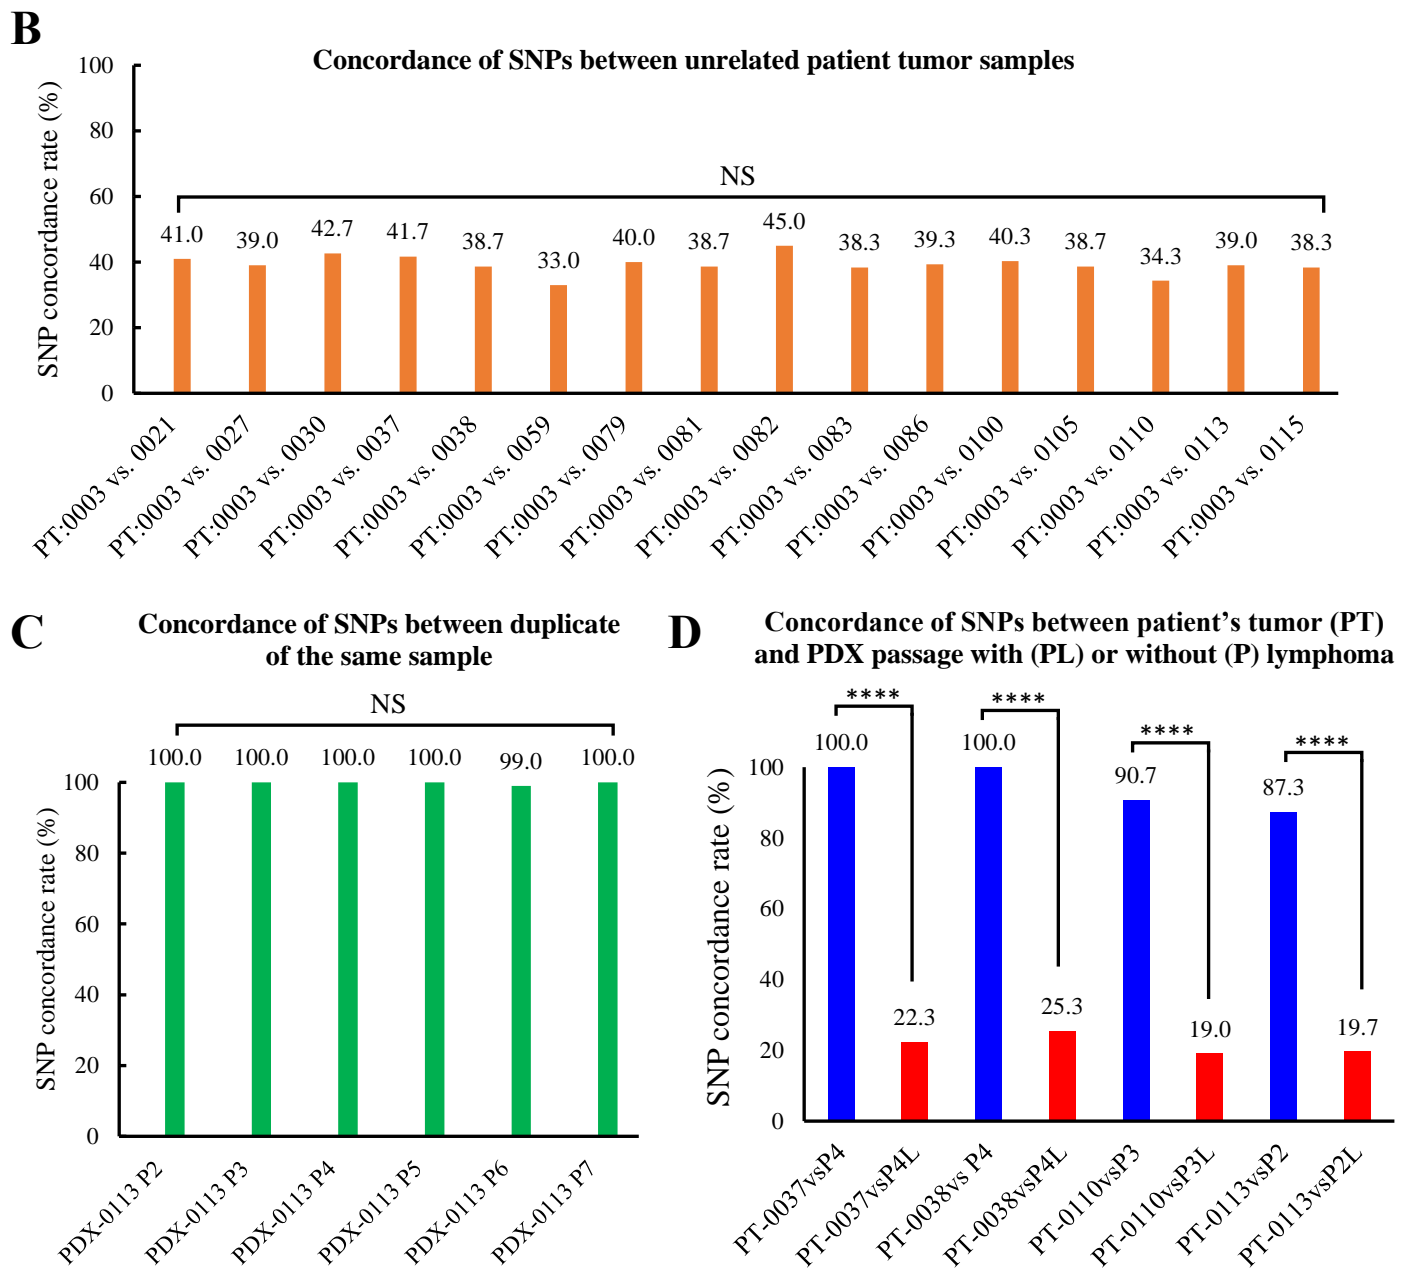 B
Concordance of SNPs between unrelated patient tumor samples
SNP concordance rate (%)
100
80
60
40
20
0
NS
41.0
39.0
42.7
41.7
38.7
33.0
40.0
38.7
45.0
38.3
39.3
40.3
38.7
34.3
39.0
38.3
PT:0003 vs. 0021
PT:0003 vs. 0027
PT:0003 vs. 0030
PT:0003 vs. 0037
PT:0003 vs. 0038
PT:0003 vs. 0059
PT:0003 vs. 0079
PT:0003 vs. 0081
PT:0003 vs. 0082
PT:0003 vs. 0083
PT:0003 vs. 0086
PT:0003 vs. 0100
PT:0003 vs. 0105
PT:0003 vs. 0110
PT:0003 vs. 0113
PT:0003 vs. 0115
C
Concordance of SNPs between duplicate
of the same sample
SNP concordance rate (%)
100
80
60
40
20
0
NS
100.0
100.0
100.0
100.0
99.0
100.0
PDX-0113 P2
PDX-0113 P3
PDX-0113 P4
PDX-0113 P5
PDX-0113 P6
PDX-0113 P7
D
Concordance of SNPs between patient's tumor (PT)
and PDX passage with (PL) or without (P) lymphoma
SNP concordance rate (%)
100
80
60
40
20
0
****
****
****
****
100.0
22.3
100.0
25.3
90.7
19.0
87.3
19.7
PT-0037vsP4
PT-0037vsP4L
PT-0038vs P4
PT-0038vsP4L
PT-0110vsP3
PT-0110vsP3L
PT-0113vsP2
PT-0113vsP2L